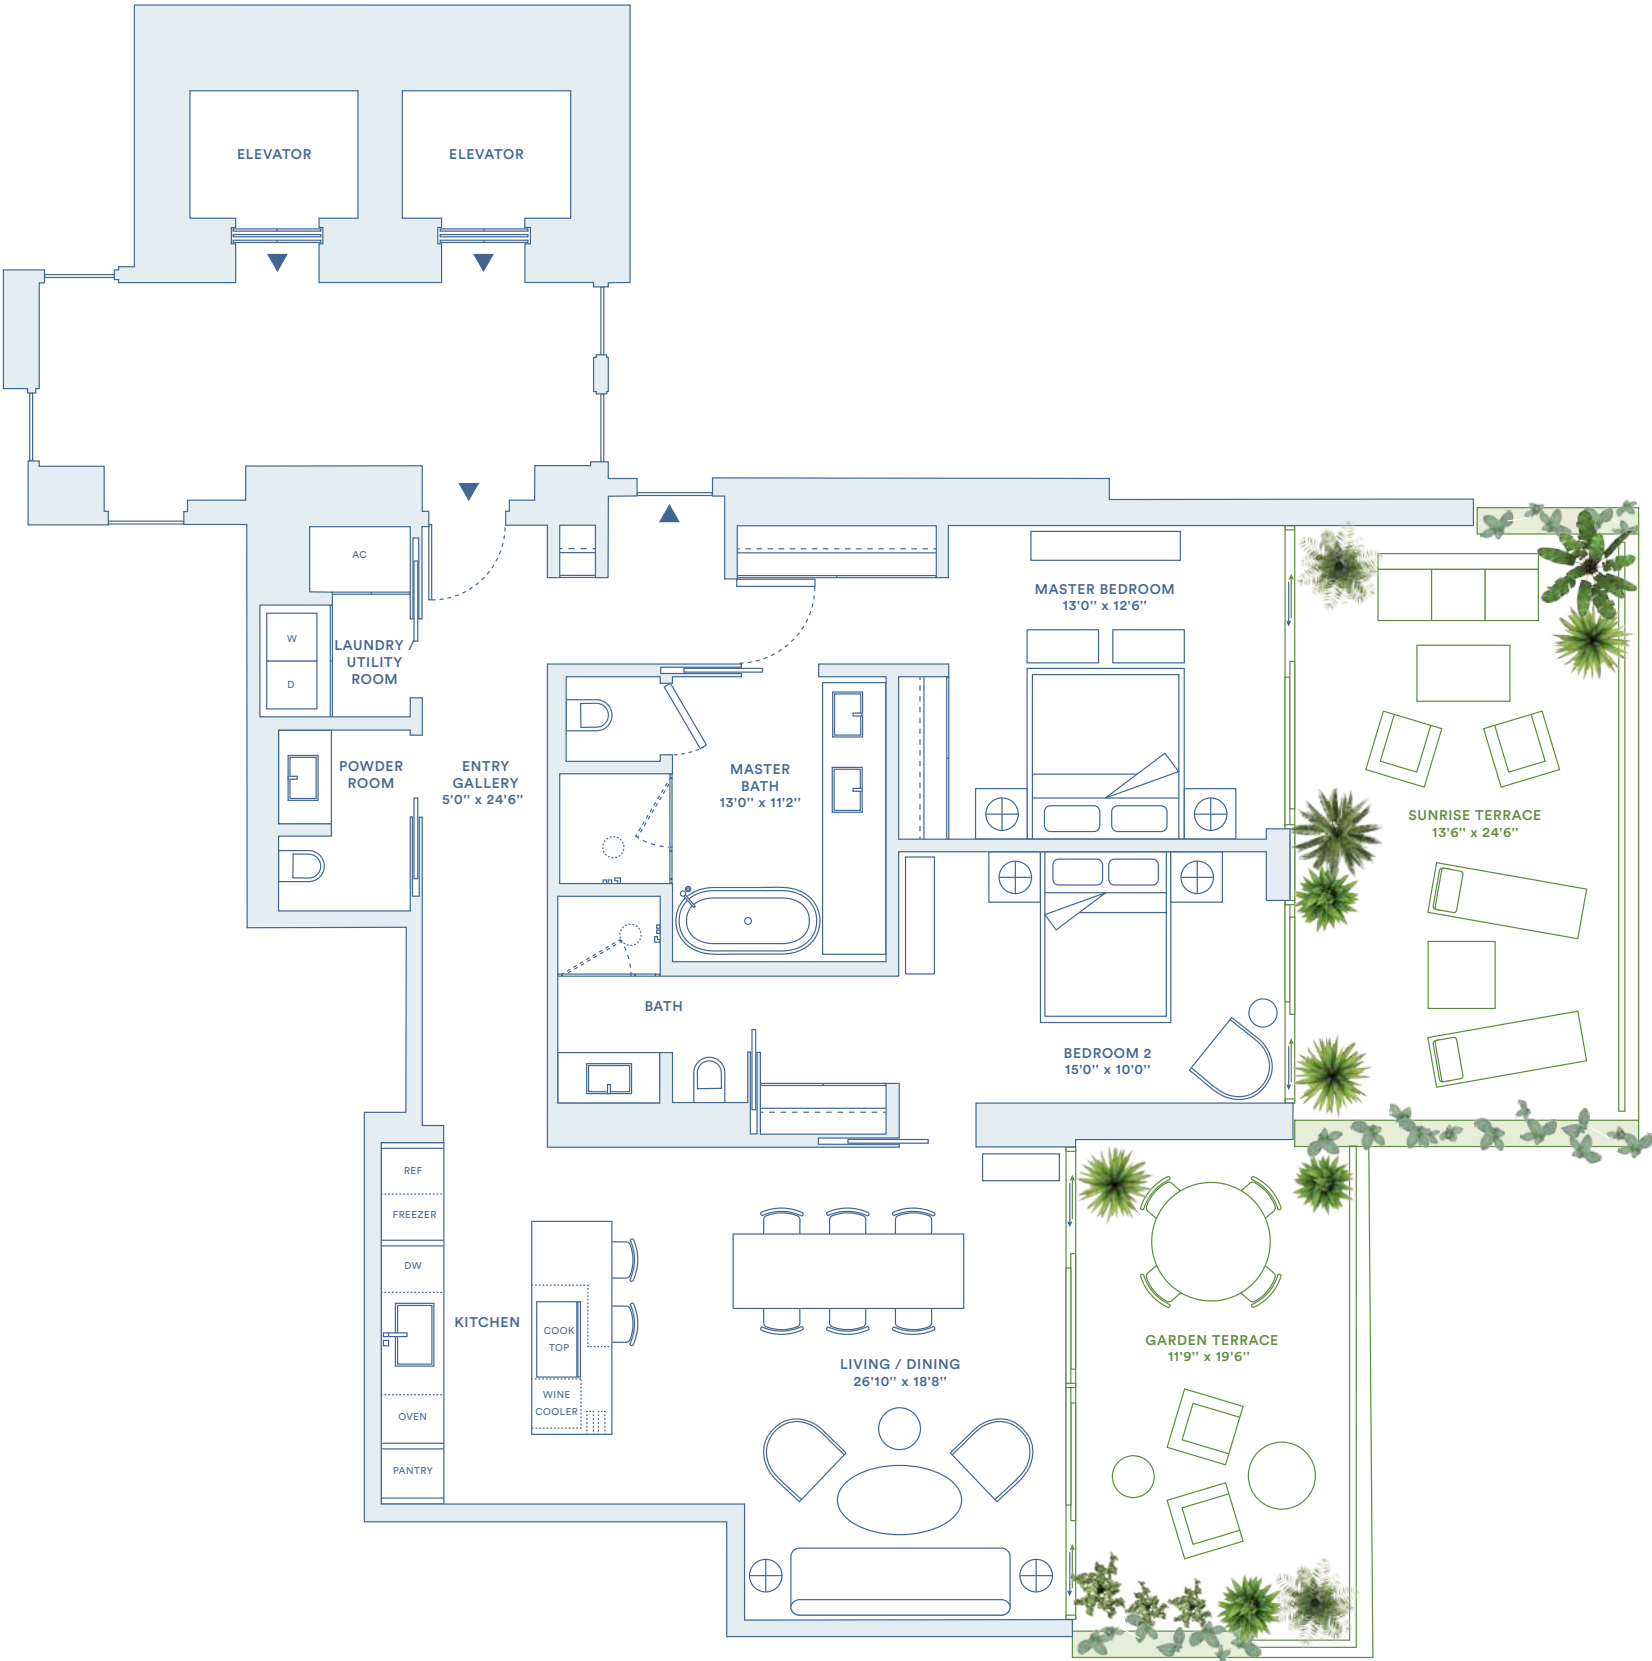 ELEVATOR
ELEVATOR
AC
W
D
LAUNDRY /
UTILITY
ROOM
POWDER
ROOM
ENTRY
GALLERY
5'0'' x 24'6''
MASTER
BATH
13'0'' x 11'2''
MASTER BEDROOM
13'0'' x 12'6''
SUNRISE TERRACE
13'6'' x 24'6''
BATH
BEDROOM 2
15'0'' x 10'0''
REF
FREEZER
DW
KITCHEN
OVEN
PANTRY
COOK
TOP
WINE
COOLER
LIVING / DINING
26'10'' x 18'8''
GARDEN TERRACE
11'9'' x 19'6''